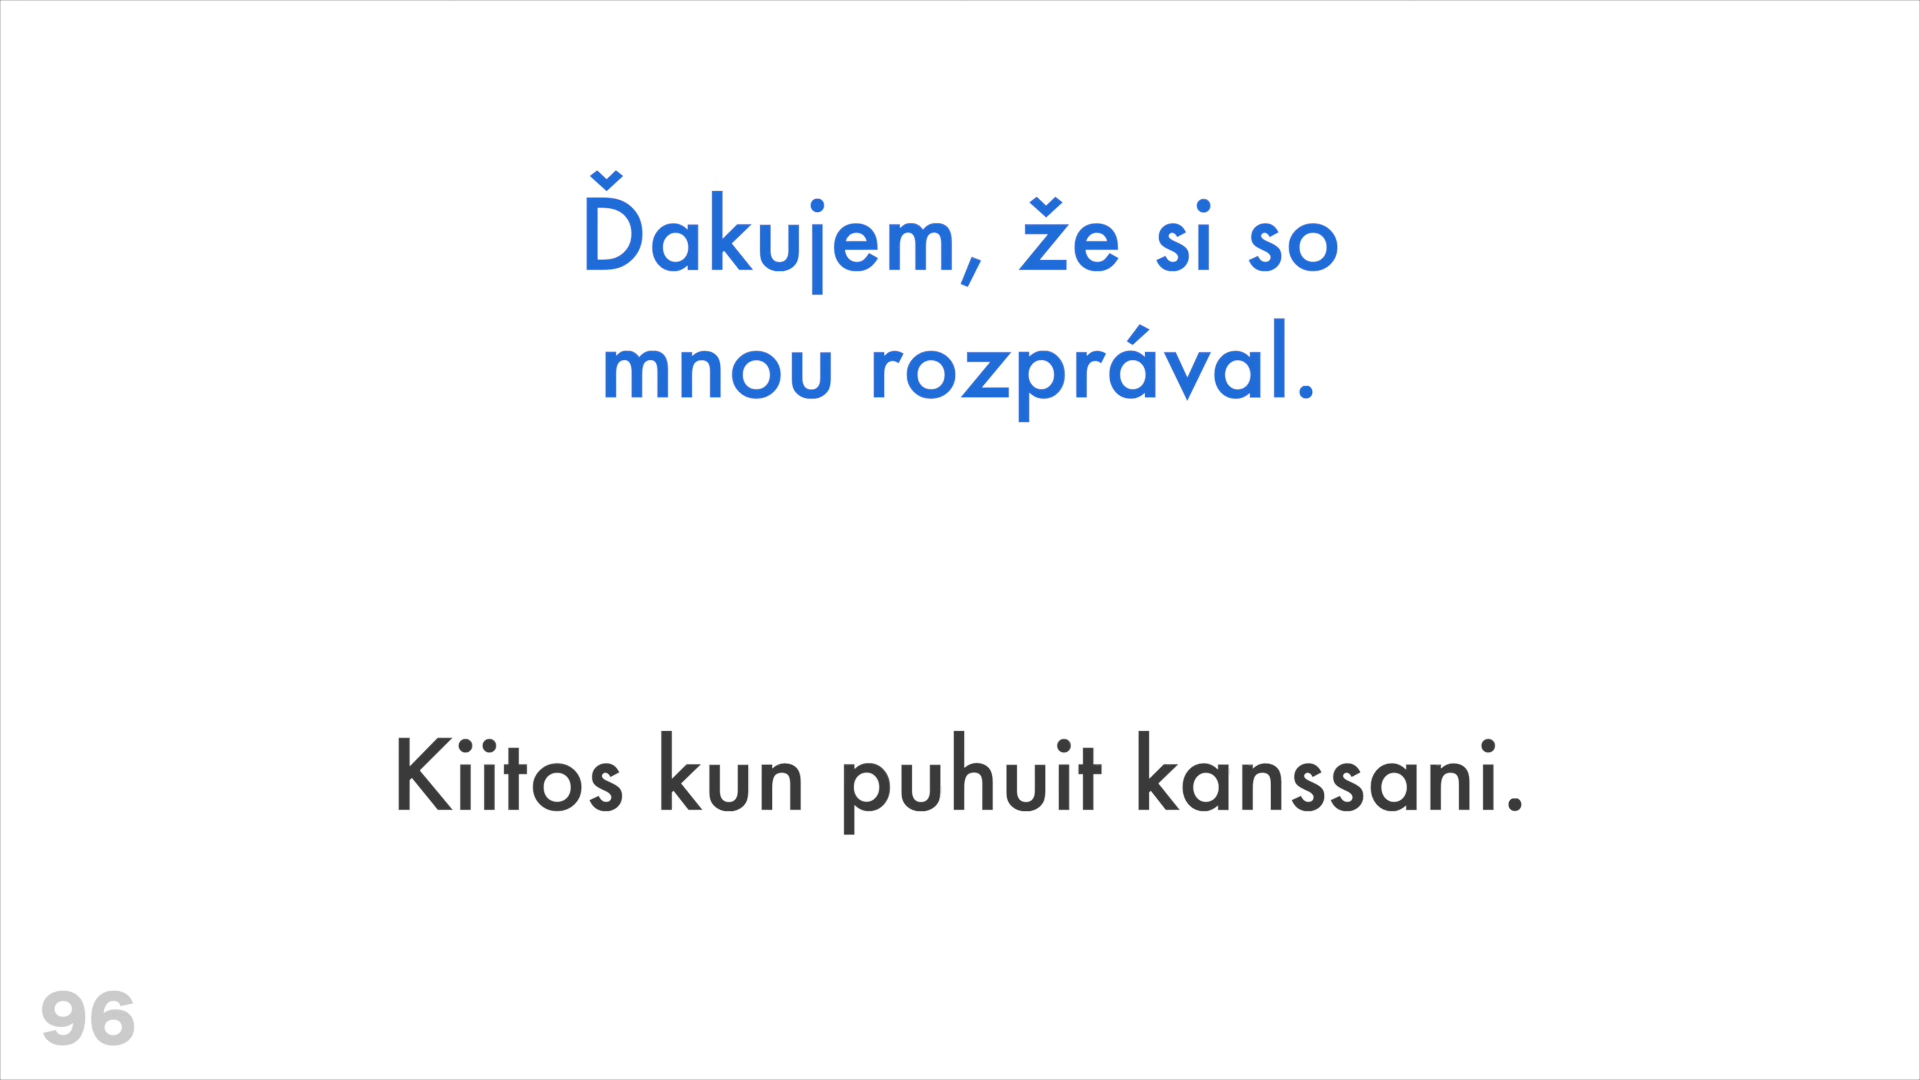 Ďakujem, že si so
mnou rozprával.
Kiitos kun puhuit kanssani.
96